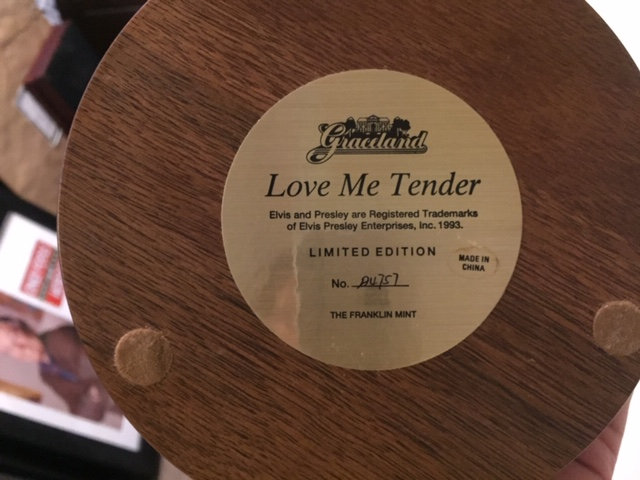 Graceland
Love Me Tender
Elvis and Presley are Registered Trademarks
of Elvis Presley Enterprises, Inc. 1993.
LIMITED EDITION
MADE IN
CHINA
No.
THE FRANKLIN MINT